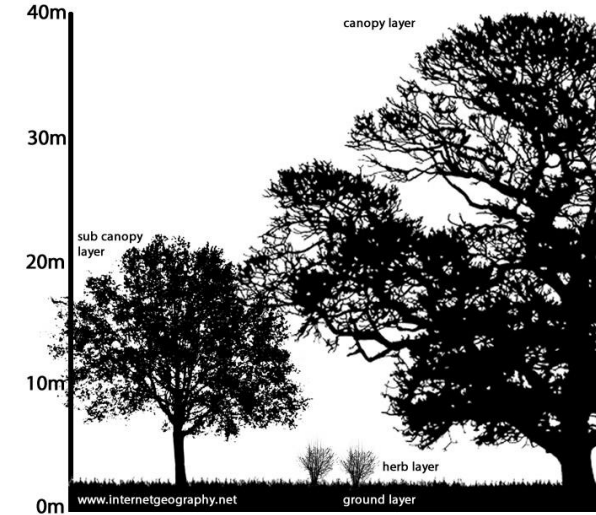 40m
canopy layer
30m
sub canopy
layer
20m
10m
herb layer
0m
www.internetgeography.net
ground layer